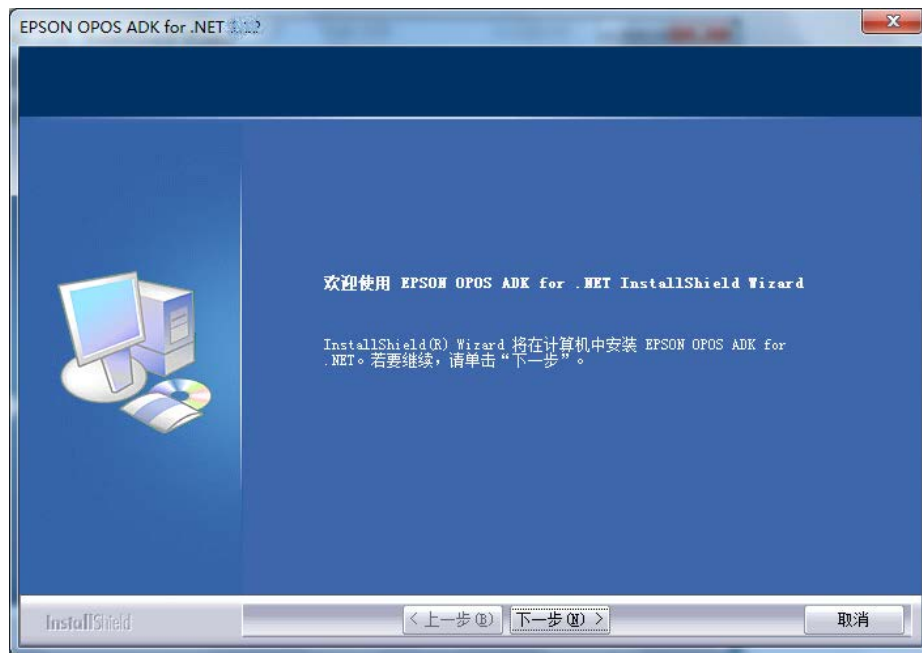 EPSON OPOS ADK for .NET
欢迎使用 EPSON OPOS ADK for .NET InstallShield Wizard
InstallShield(R) Wizard 将在计算机中安装 EPSON OPOS ADK for
.NET。若要继续，请单击“下一步”。
InstallShield
< 上一步(B) 下一步(N) > 取消